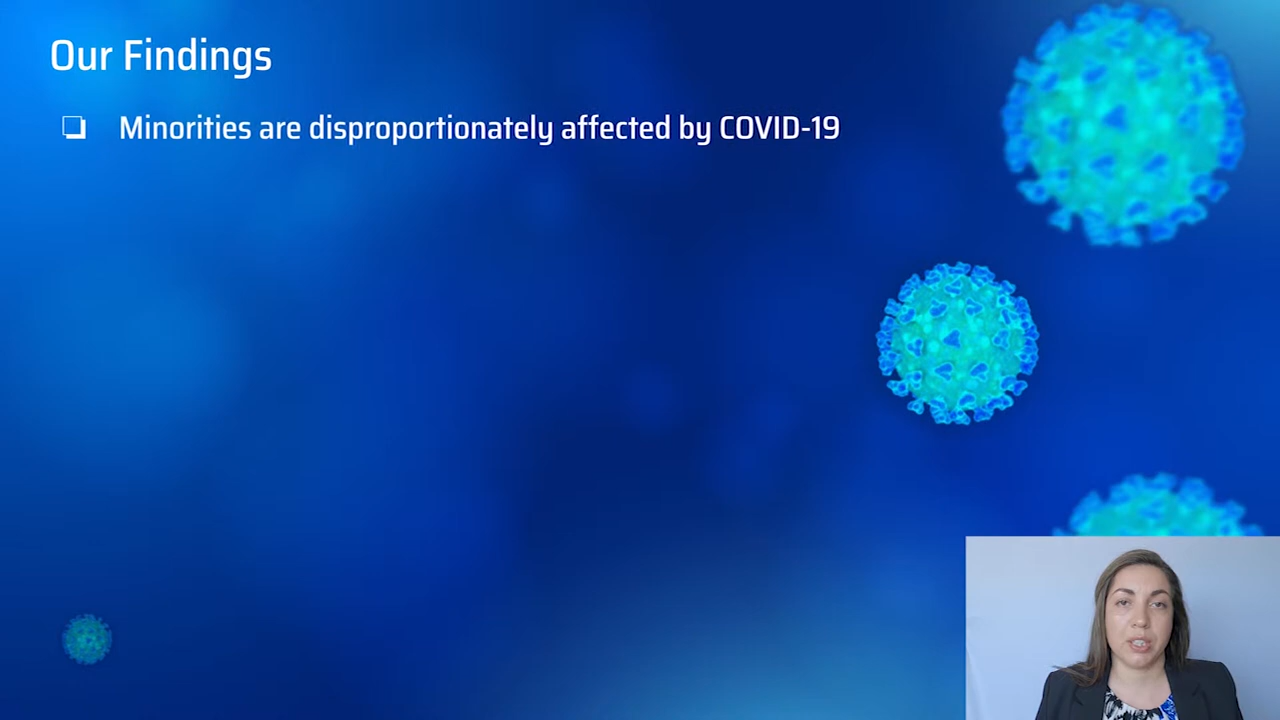 Our Findings
❑ Minorities are disproportionately affected by COVID-19